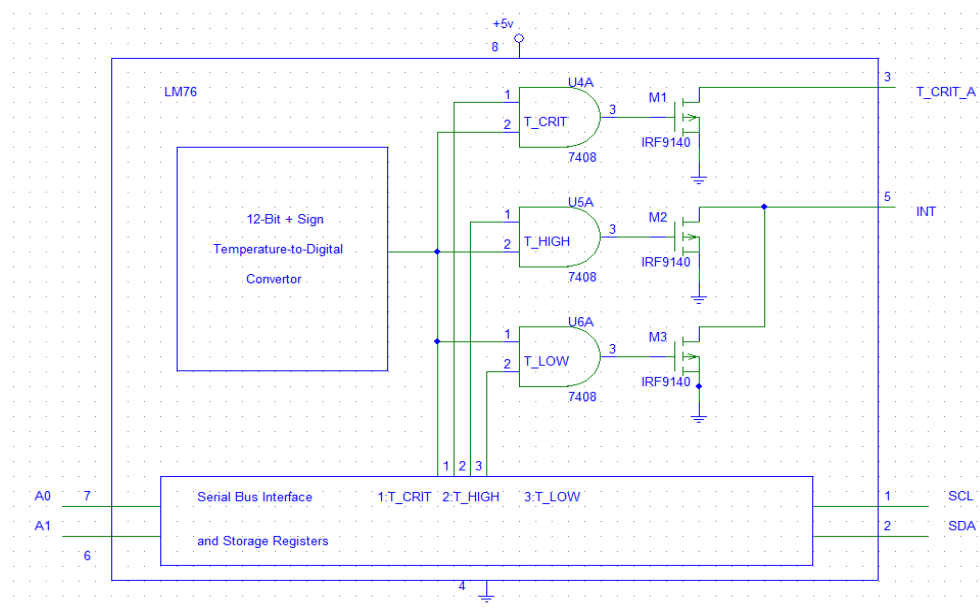 +5v
8
LM76
U4A
1
T_CRIT
2
3
7408
M1
IRF9140
3
T_CRIT_A
12-Bit + Sign
Temperature-to-Digital
Convertor
U5A
1
T_HIGH
2
3
7408
M2
IRF9140
5
INT
U6A
1
T_LOW
2
3
7408
M3
IRF9140
1 2 3
A0 7
A1
6
Serial Bus Interface 1:T_CRIT 2:T_HIGH 3:T_LOW
and Storage Registers
1 SCL
2 SDA
4